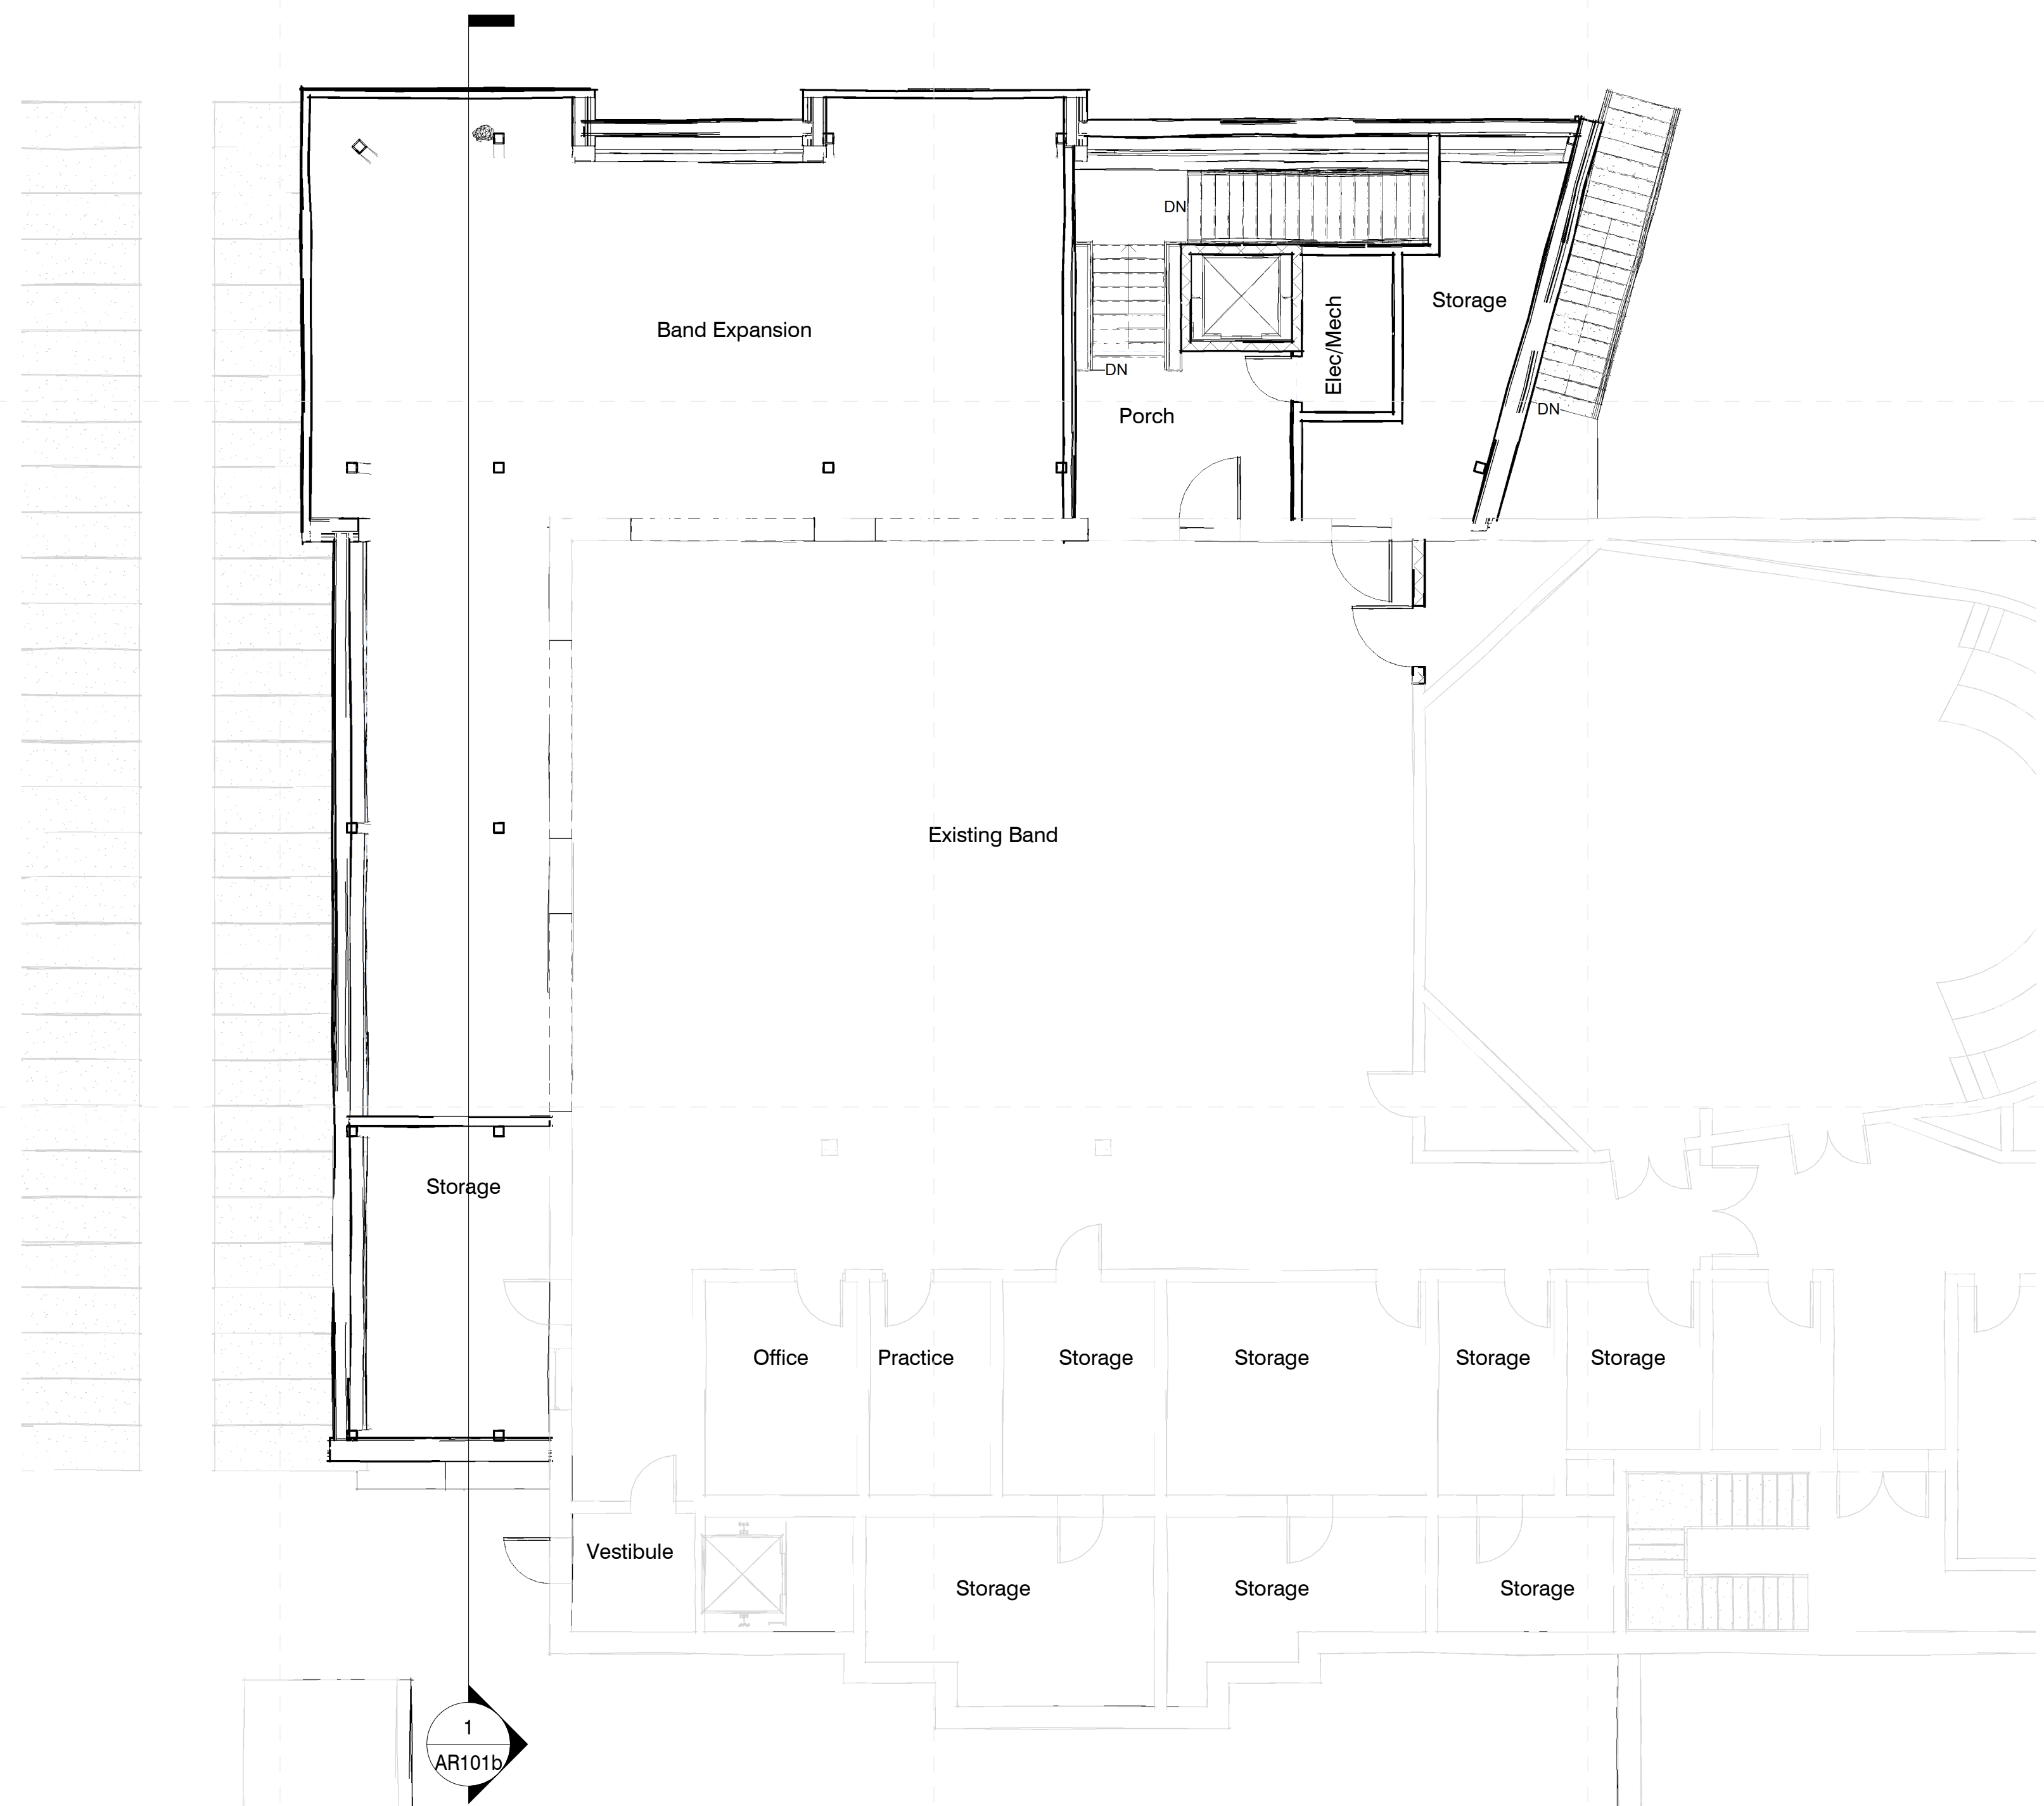 DN
Storage
Band Expansion
Elec/Mech
DN
DN
Porch
Existing Band
Storage
Office
Practice
Storage
Storage
Storage
Storage
Vestibule
Storage
Storage
Storage
1
AR101b